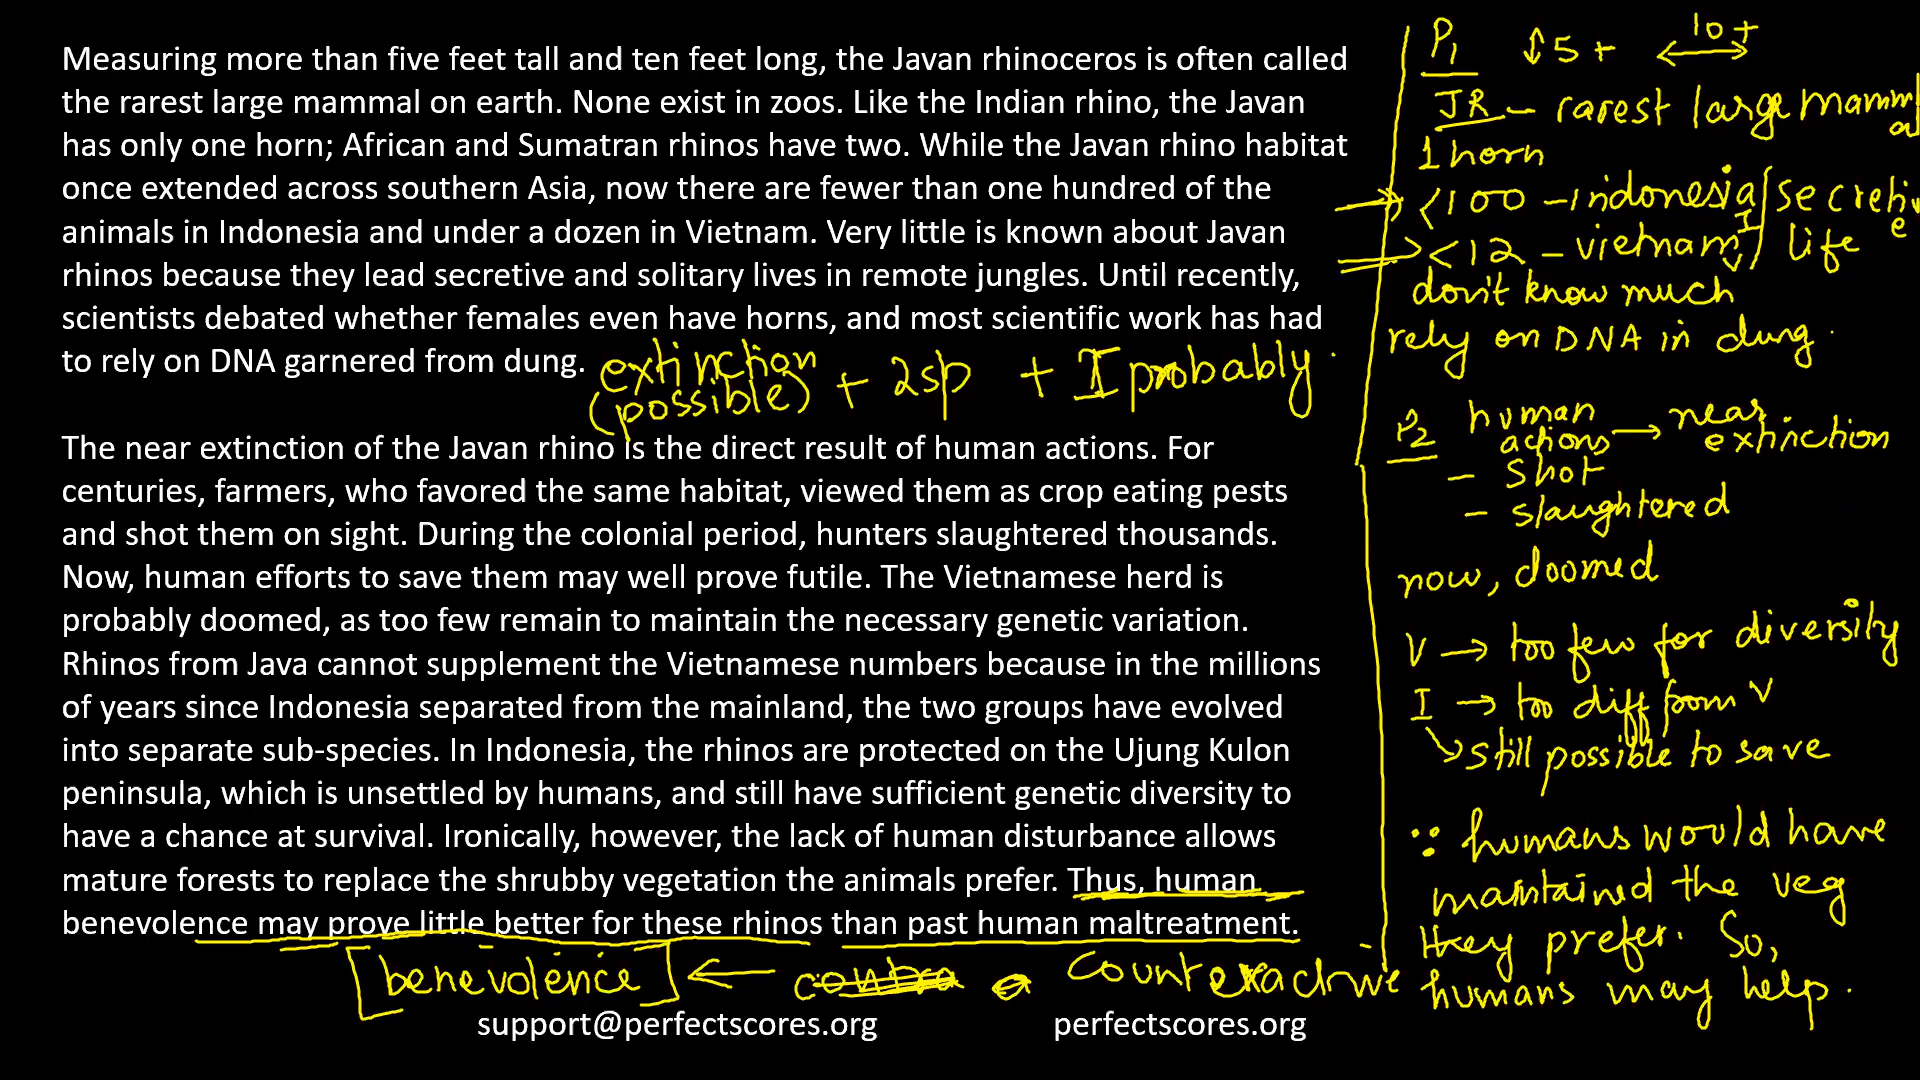 Measuring more than five feet tall and ten feet long, the Javan rhinoceros is often called
the rarest large mammal on earth. None exist in zoos. Like the Indian rhino, the Javan
has only one horn; African and Sumatran rhinos have two. While the Javan rhino habitat
once extended across southern Asia, now there are fewer than one hundred of the
animals in Indonesia and under a dozen in Vietnam. Very little is known about Javan
rhinos because they lead secretive and solitary lives in remote jungles. Until recently,
scientists debated whether females even have horns, and most scientific work has had
to rely on DNA garnered from dung.
extinction
(possible) + 2sp + I probably.
The near extinction of the Javan rhino is the direct result of human actions. For
centuries, farmers, who favored the same habitat, viewed them as crop eating pests
and shot them on sight. During the colonial period, hunters slaughtered thousands.
Now, human efforts to save them may well prove futile. The Vietnamese herd is
probably doomed, as too few remain to maintain the necessary genetic variation.
Rhinos from Java cannot supplement the Vietnamese numbers because in the millions
of years since Indonesia separated from the mainland, the two groups have evolved
into separate sub-species. In Indonesia, the rhinos are protected on the Ujung Kulon
peninsula, which is unsettled by humans, and still have sufficient genetic diversity to
have a chance at survival. Ironically, however, the lack of human disturbance allows
mature forests to replace the shrubby vegetation the animals prefer. Thus, human
benevolence may prove little better for these rhinos than past human maltreatment.
[benevolence] ← counteractive
support@perfectscores.org perfectscores.org
P1 ↕5+ ↔ 10+
JR - rarest large mammal
1 horn
→ <100 - indonesia / secretive
I
→ <12 - vietnam / life
V
don't know much
rely on DNA in dung.
P2 human actions → near extinction
- shot
- slaughtered
now, doomed
V → too few for diversity
I → too diff from V
↘ still possible to save
∵ humans would have
maintained the veg
they prefer. So,
humans may help.